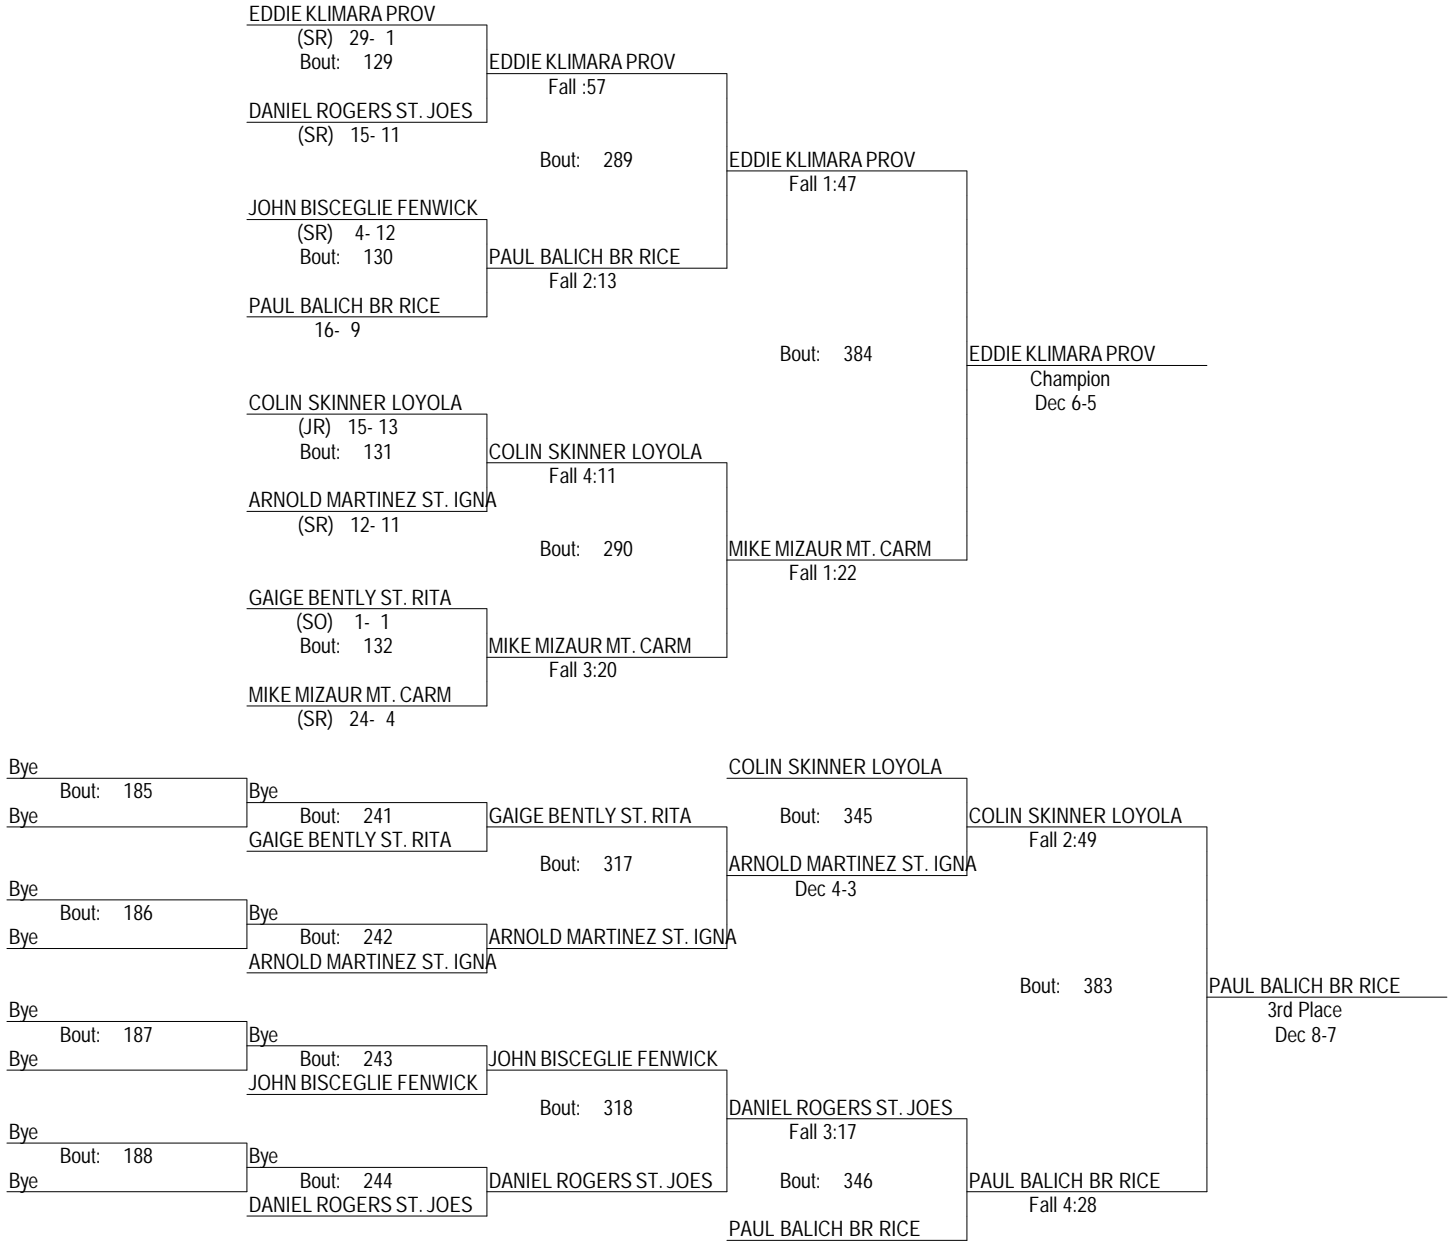 EDDIE KLIMARA PROV
(SR) 29- 1
Bout: 129
EDDIE KLIMARA PROV
Fall :57
DANIEL ROGERS ST. JOES
(SR) 15- 11
Bout: 289
EDDIE KLIMARA PROV
Fall 1:47
JOHN BISCEGLIE FENWICK
(SR) 4- 12
Bout: 130
PAUL BALICH BR RICE
Fall 2:13
PAUL BALICH BR RICE
16- 9
Bout: 384
EDDIE KLIMARA PROV
Champion
Dec 6-5
COLIN SKINNER LOYOLA
(JR) 15- 13
Bout: 131
COLIN SKINNER LOYOLA
Fall 4:11
ARNOLD MARTINEZ ST. IGNA
(SR) 12- 11
Bout: 290
MIKE MIZAUR MT. CARM
Fall 1:22
GAIGE BENTLY ST. RITA
(SO) 1- 1
Bout: 132
MIKE MIZAUR MT. CARM
Fall 3:20
MIKE MIZAUR MT. CARM
(SR) 24- 4
Bye
Bout: 185
Bye
Bye
Bout: 241
GAIGE BENTLY ST. RITA
GAIGE BENTLY ST. RITA
Bout: 317
COLIN SKINNER LOYOLA
Bout: 345
ARNOLD MARTINEZ ST. IGNA
Dec 4-3
COLIN SKINNER LOYOLA
Fall 2:49
Bye
Bout: 186
Bye
Bye
Bout: 242
ARNOLD MARTINEZ ST. IGNA
ARNOLD MARTINEZ ST. IGNA
Bout: 383
PAUL BALICH BR RICE
3rd Place
Dec 8-7
Bye
Bout: 187
Bye
Bye
Bout: 243
JOHN BISCEGLIE FENWICK
JOHN BISCEGLIE FENWICK
Bout: 318
DANIEL ROGERS ST. JOES
Fall 3:17
Bye
Bout: 188
Bye
Bye
Bout: 244
DANIEL ROGERS ST. JOES
DANIEL ROGERS ST. JOES
Bout: 346
PAUL BALICH BR RICE
Fall 4:28
PAUL BALICH BR RICE